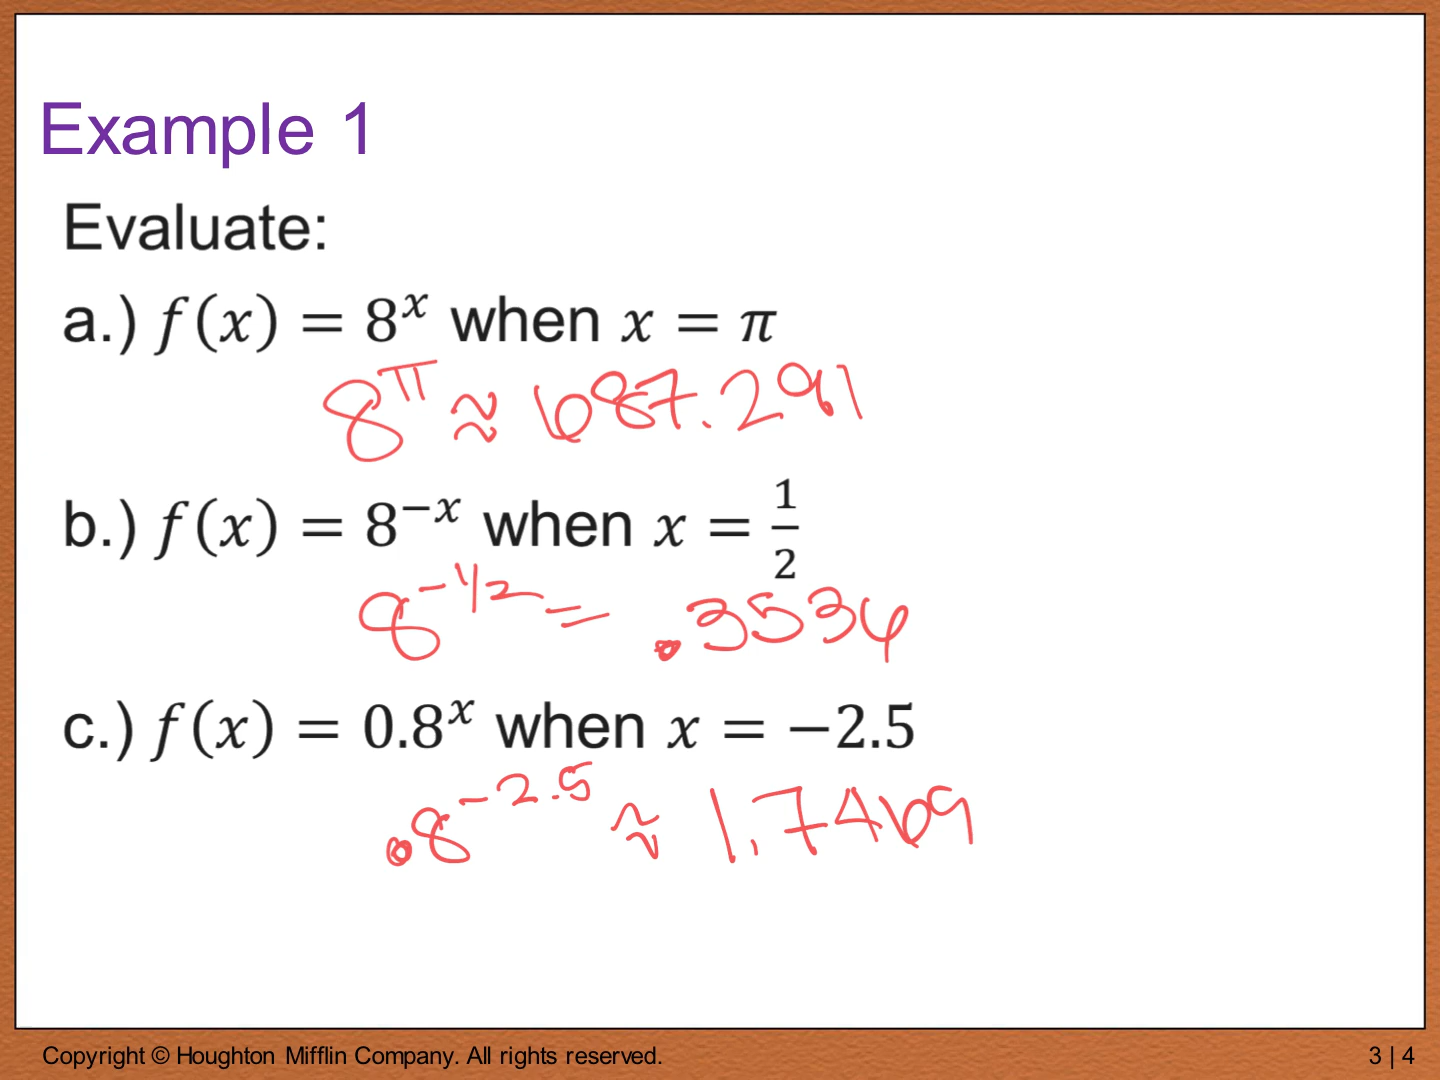 Example 1
Evaluate:
a.) f(x) = 8^x when x = π
8^π ≈ 687.291
b.) f(x) = 8^−x when x = 1/2
8^-1/2 = .3536
c.) f(x) = 0.8^x when x = −2.5
.8^-2.5 ≈ 1.7469
Copyright © Houghton Mifflin Company. All rights reserved.
3 | 4